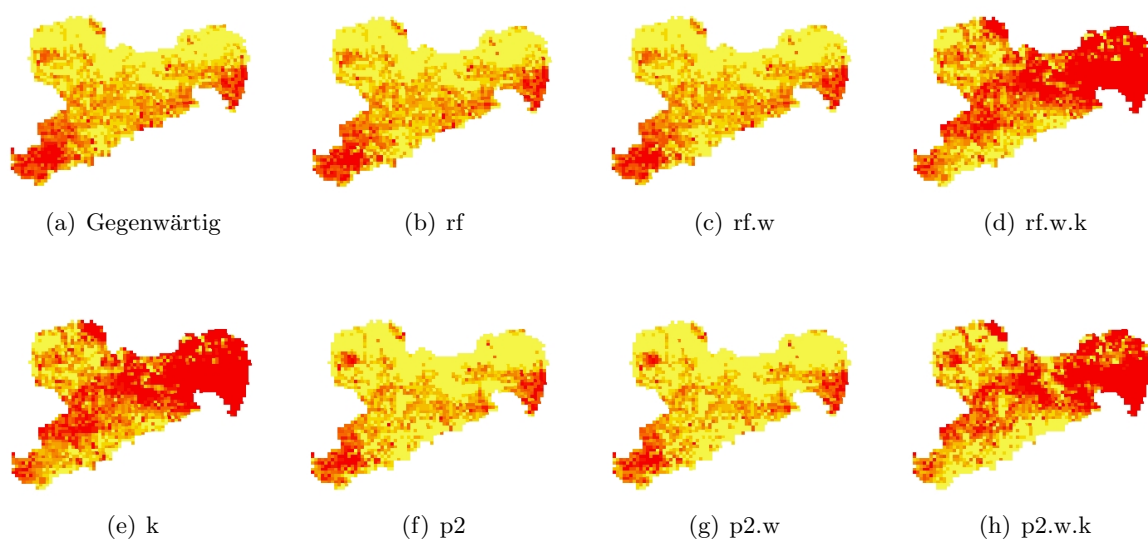 (a) Gegenwärtig
(b) rf
(c) rf.w
(d) rf.w.k
(e) k
(f) p2
(g) p2.w
(h) p2.w.k